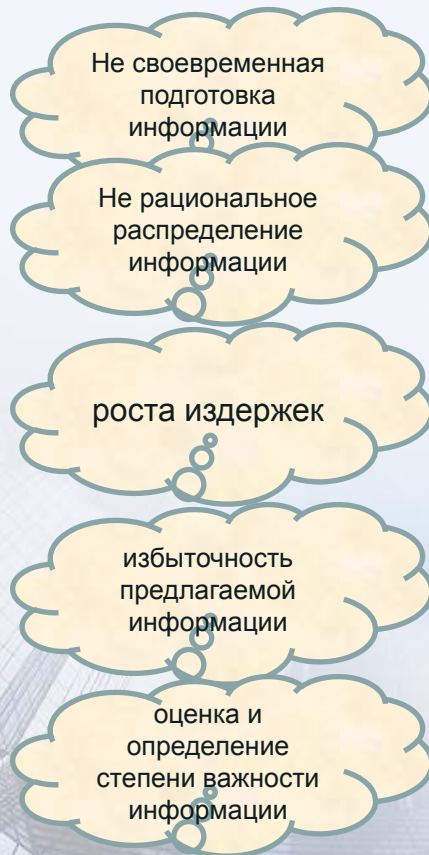 Не своевременная
подготовка
информации
Не рациональное
распределение
информации
роста издержек
избыточность
предлагаемой
информации
оценка и
определение
степени важности
информации